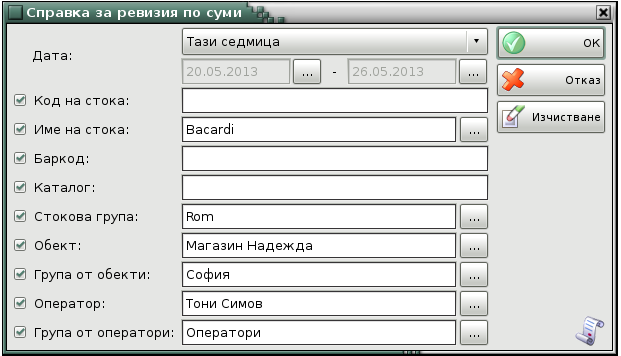 Справка за ревизия по суми
Дата:
Тази седмица
20.05.2013 ... - 26.05.2013 ...
Код на стока:
Име на стока: Bacardi ...
Баркод:
Каталог:
Стокова група: Rom ...
Обект: Магазин Надежда ...
Група от обекти: София ...
Оператор: Тони Симов ...
Група от оператори: Оператори ...
OK
Отказ
Изчистване